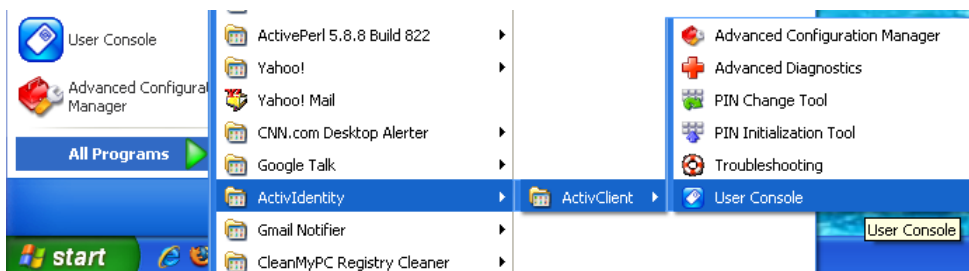 User Console
Advanced Configurat
Manager
All Programs
start
ActivePerl 5.8.8 Build 822
Yahoo!
Yahoo! Mail
CNN.com Desktop Alerter
Google Talk
ActivIdentity
Gmail Notifier
CleanMyPC Registry Cleaner
ActivClient
Advanced Configuration Manager
Advanced Diagnostics
PIN Change Tool
PIN Initialization Tool
Troubleshooting
User Console
User Console